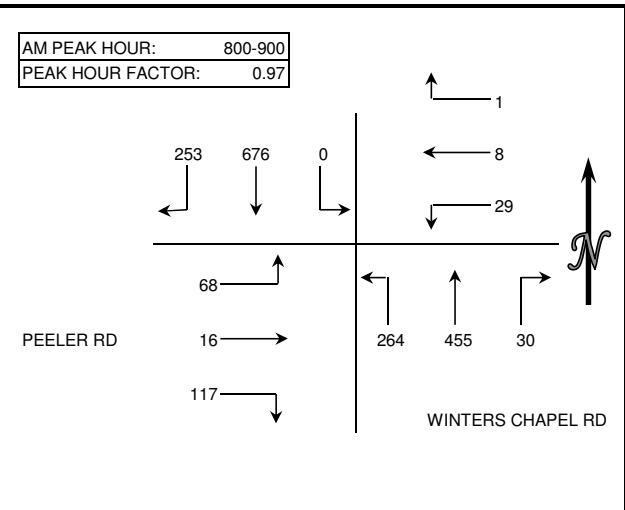 AM PEAK HOUR: 800-900
PEAK HOUR FACTOR: 0.97
1
253 676 0 8
29
N
68
PEELER RD 16 264 455 30
117
WINTERS CHAPEL RD